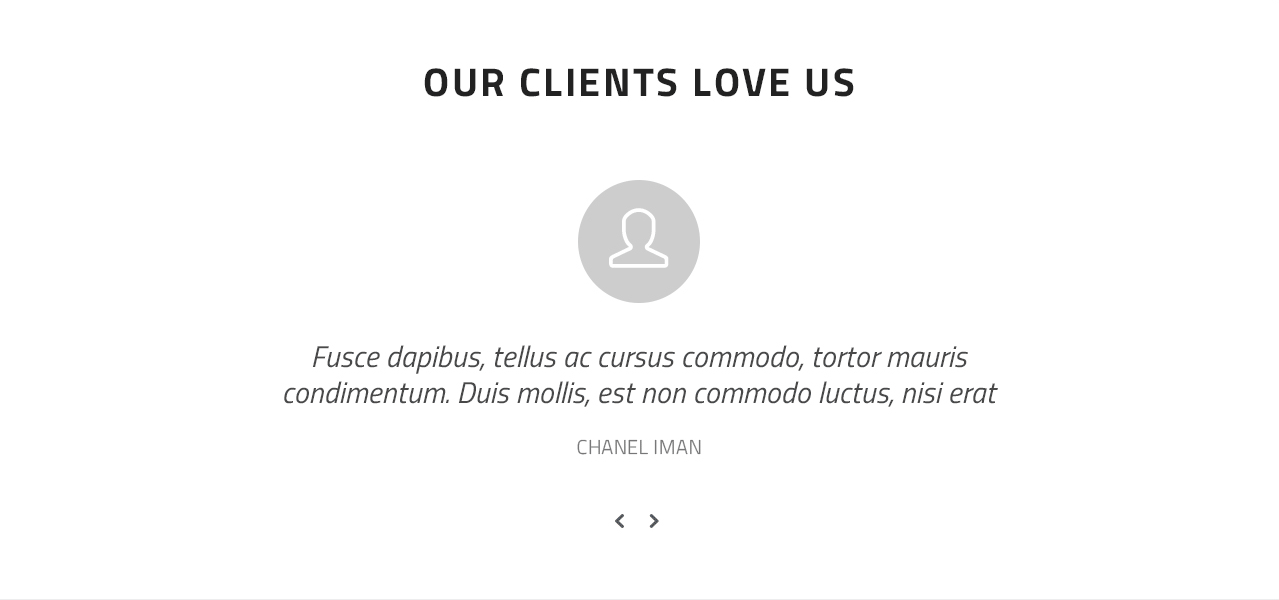 OUR CLIENTS LOVE US
Fusce dapibus, tellus ac cursus commodo, tortor mauris
condimentum. Duis mollis, est non commodo luctus, nisi erat
CHANEL IMAN